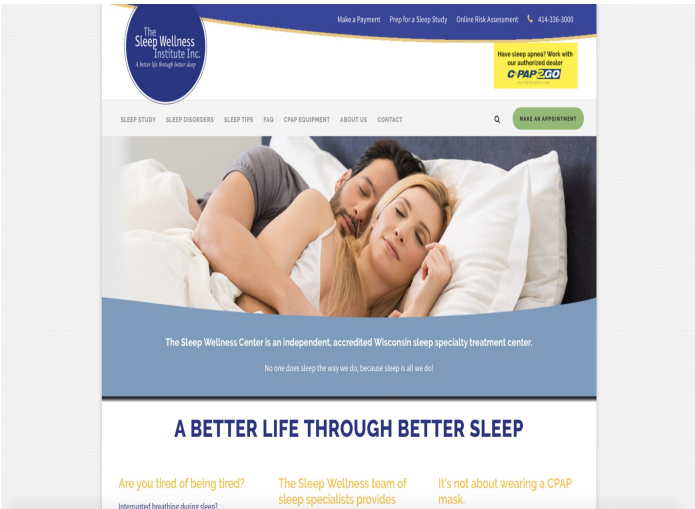 Make a Payment Prep for a Sleep Study Online Risk Assessment 414-336-3000
The
Sleep Wellness
Institute Inc.
A better life through better sleep
Have sleep apnea? Work with
our authorized dealer
C·PAP2GO
SLEEP STUDY SLEEP DISORDERS SLEEP TIPS FAQ CPAP EQUIPMENT ABOUT US CONTACT MAKE AN APPOINTMENT
The Sleep Wellness Center is an independent, accredited Wisconsin sleep specialty treatment center.
No one does sleep the way we do, because sleep is all we do!
A BETTER LIFE THROUGH BETTER SLEEP
Are you tired of being tired?
Interrupted breathing during sleep?
The Sleep Wellness team of
sleep specialists provides
It's not about wearing a CPAP
mask.